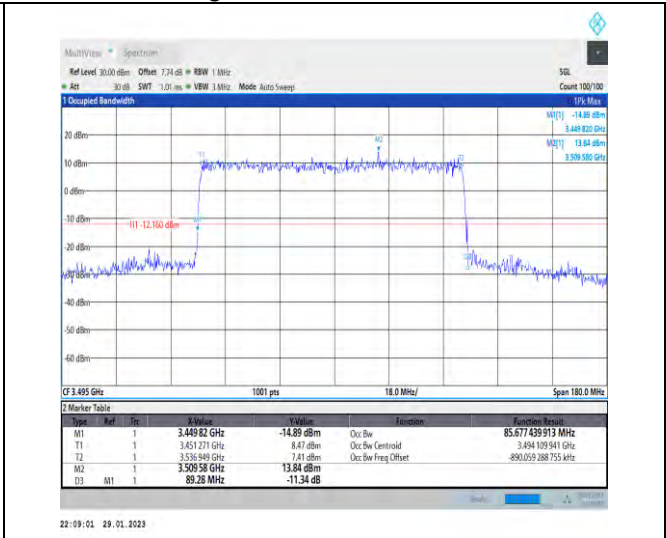 MultiView Spectrum
Ref Level 30.00 dBm Offset 7.74 dB RBW 1 MHz SGL
Att 30 dB SWT 1.01 ms VBW 3 MHz Mode Auto Sweep Count 100/100
1 Occupied Bandwidth 1Pk Max
M1[1] -14.89 dBm
3.449 820 GHz
M2[1] 13.84 dBm
3.509 580 GHz
20 dBm
M2
10 dBm
0 dBm
-10 dBm
H1 -12.160 dBm
-20 dBm
-30 dBm
-40 dBm
-50 dBm
-60 dBm
CF 3.495 GHz 1001 pts 18.0 MHz/ Span 180.0 MHz
2 Marker Table
Type Ref Trc X-Value Y-Value Function Function Result
M1 1 3.449 82 GHz -14.89 dBm Occ Bw 85.677 439 913 MHz
T1 1 3.451 271 GHz 8.47 dBm Occ Bw Centroid 3.494 109 941 GHz
T2 1 3.536 949 GHz 7.41 dBm Occ Bw Freq Offset -890.059 288 755 kHz
M2 1 3.509 58 GHz 13.84 dBm
D3 M1 1 89.28 MHz -11.34 dB
22:09:01 29.01.2023